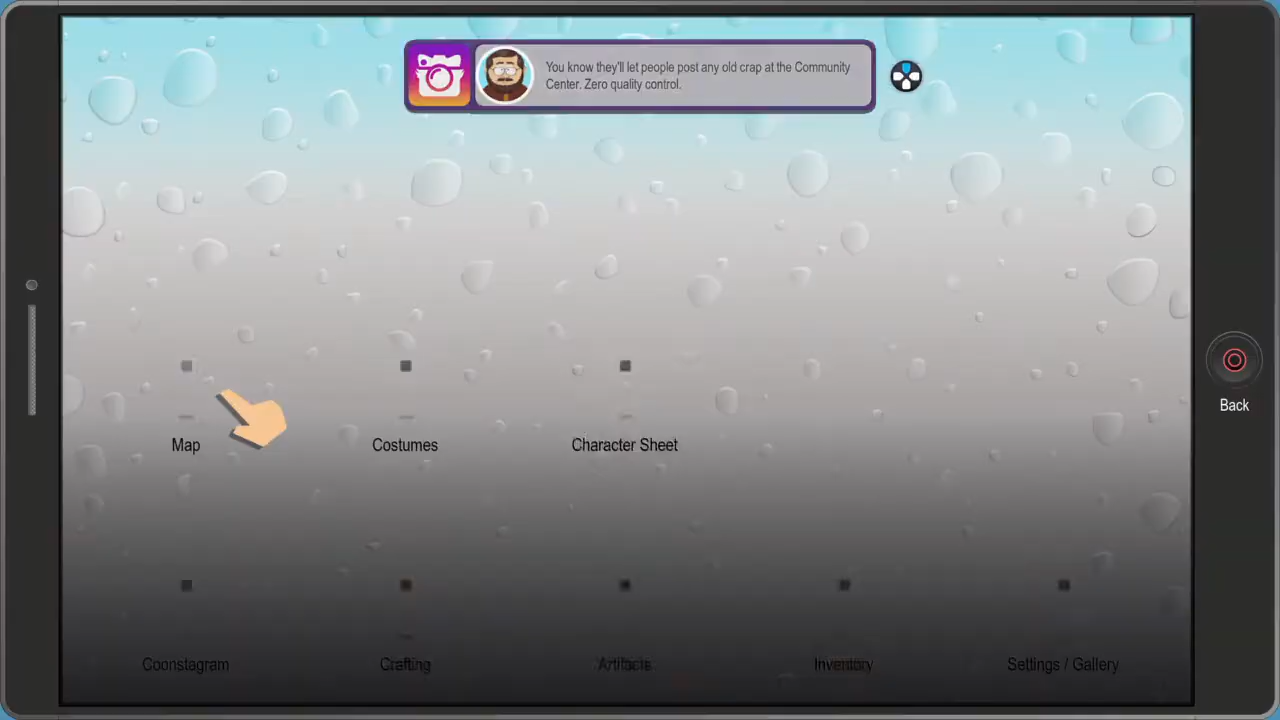 You know they'll let people post any old crap at the Community
Center. Zero quality control.
Back
Map
Costumes
Character Sheet
Coonstagram
Crafting
Artifacts
Inventory
Settings / Gallery